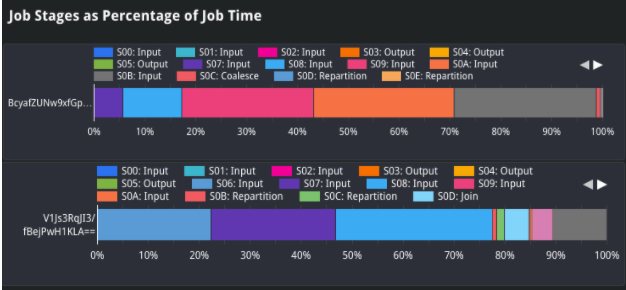 Job Stages as Percentage of Job Time
S00: Input S01: Input S02: Input S03: Output S04: Output
S05: Output S07: Input S08: Input S09: Input S0A: Input
S0B: Input S0C: Coalesce S0D: Repartition S0E: Repartition
BcyafZUNw9xfGp...
0% 10% 20% 30% 40% 50% 60% 70% 80% 90% 100%
S00: Input S01: Input S02: Input S03: Output S04: Output
S05: Output S06: Input S07: Input S08: Input S09: Input
S0A: Input S0B: Repartition S0C: Repartition S0D: Join
V1Js3RqJI3/
fBejPwH1KLA==
0% 10% 20% 30% 40% 50% 60% 70% 80% 90% 100%